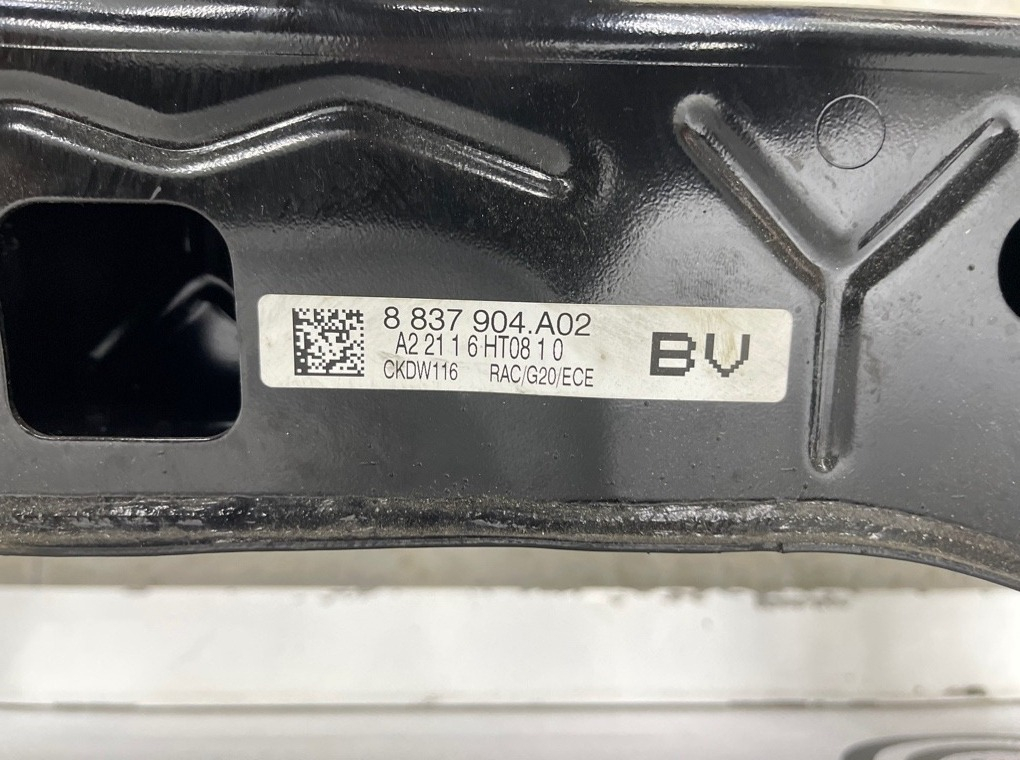 8 837 904.A02
A2 21 1 6 HT08 1 0
CKDW116 RAC/G20/ECE
BV